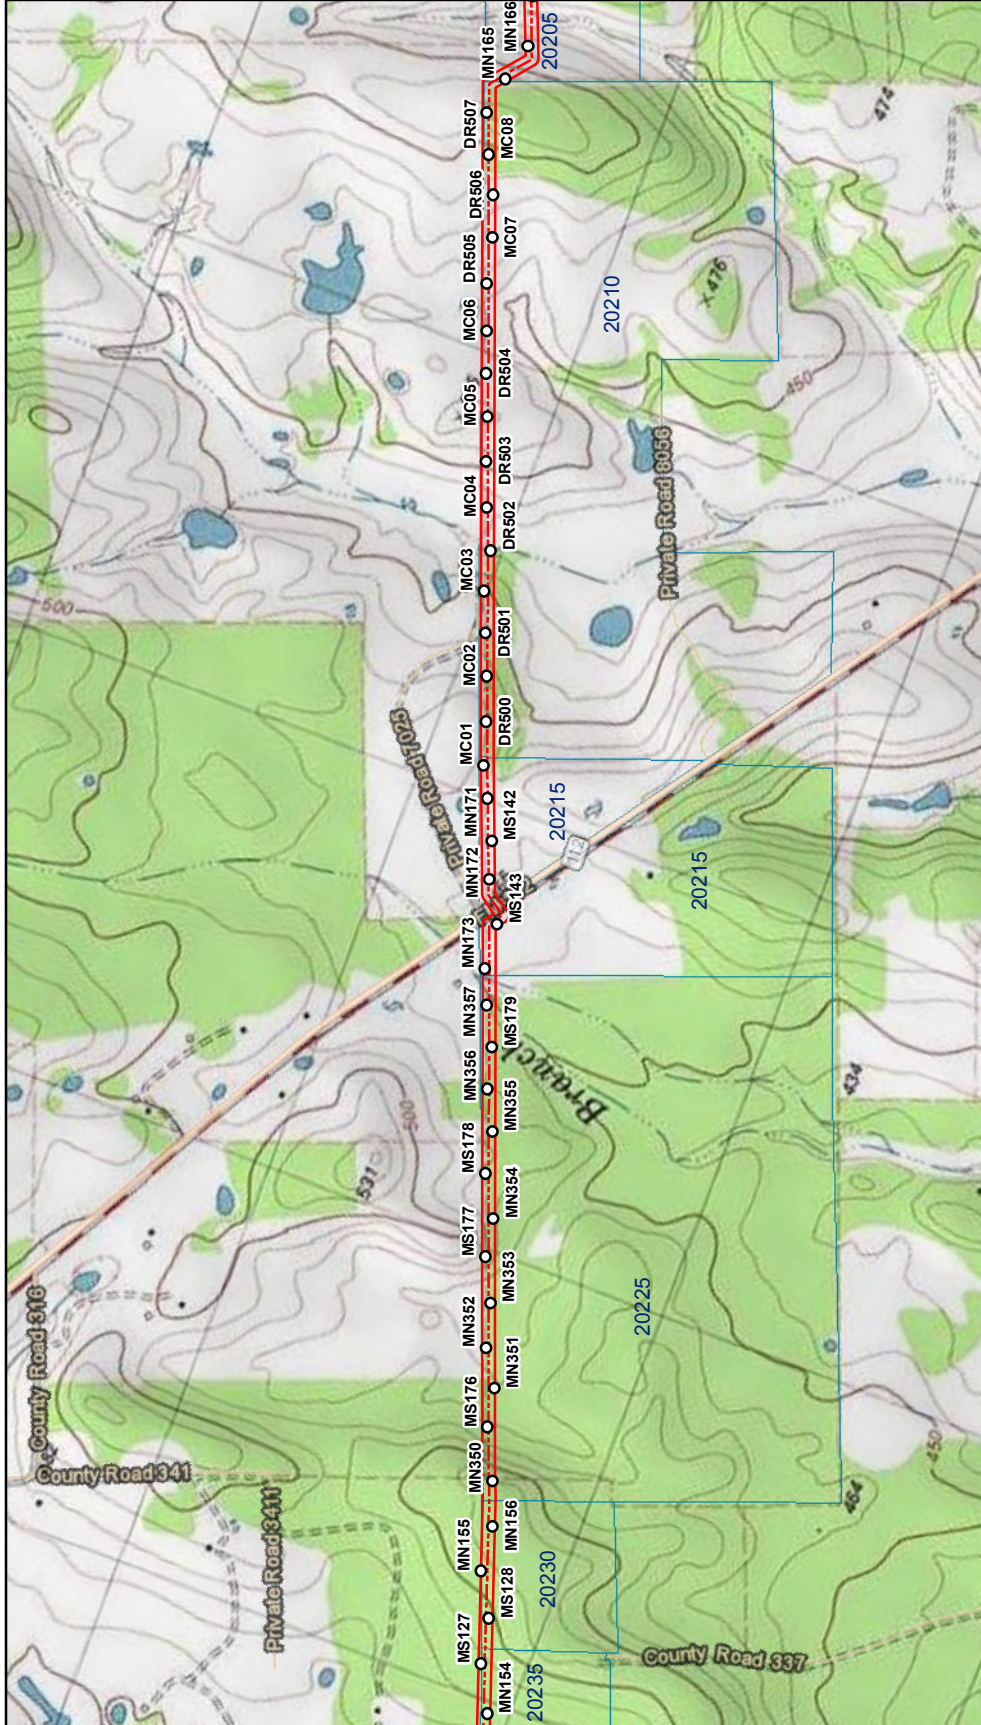 MN166
MN165
20205
DR507
MC08
474
DR506
MC07
DR505
20210
476
MC06
DR504
MC05
450
DR503
Private Road 8056
MC04
DR502
MC03
500
DR501
MC02
DR500
Private Road 7025
MC01
MN171
MS142
20215
112
MN172
MS143
20215
MN173
MN357
MS179
MN356
MN355
Branch
434
500
MS178
MN354
531
MS177
MN353
20225
County Road 316
MN352
MN351
MS176
450
MN350
County Road 341
464
MN156
Private Road 3411
MN155
MS128
20230
MS127
County Road 337
MN154
20235